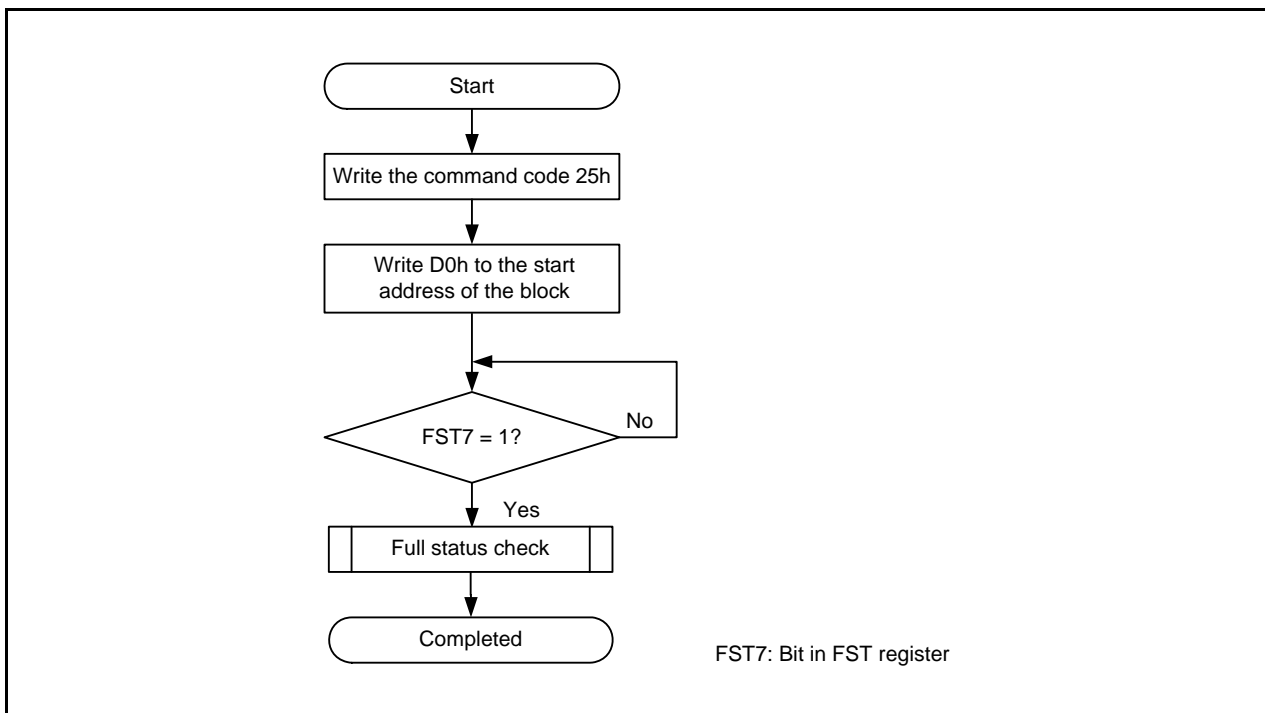 Start
Write the command code 25h
Write D0h to the start
address of the block
FST7 = 1?
No
Yes
Full status check
Completed
FST7: Bit in FST register